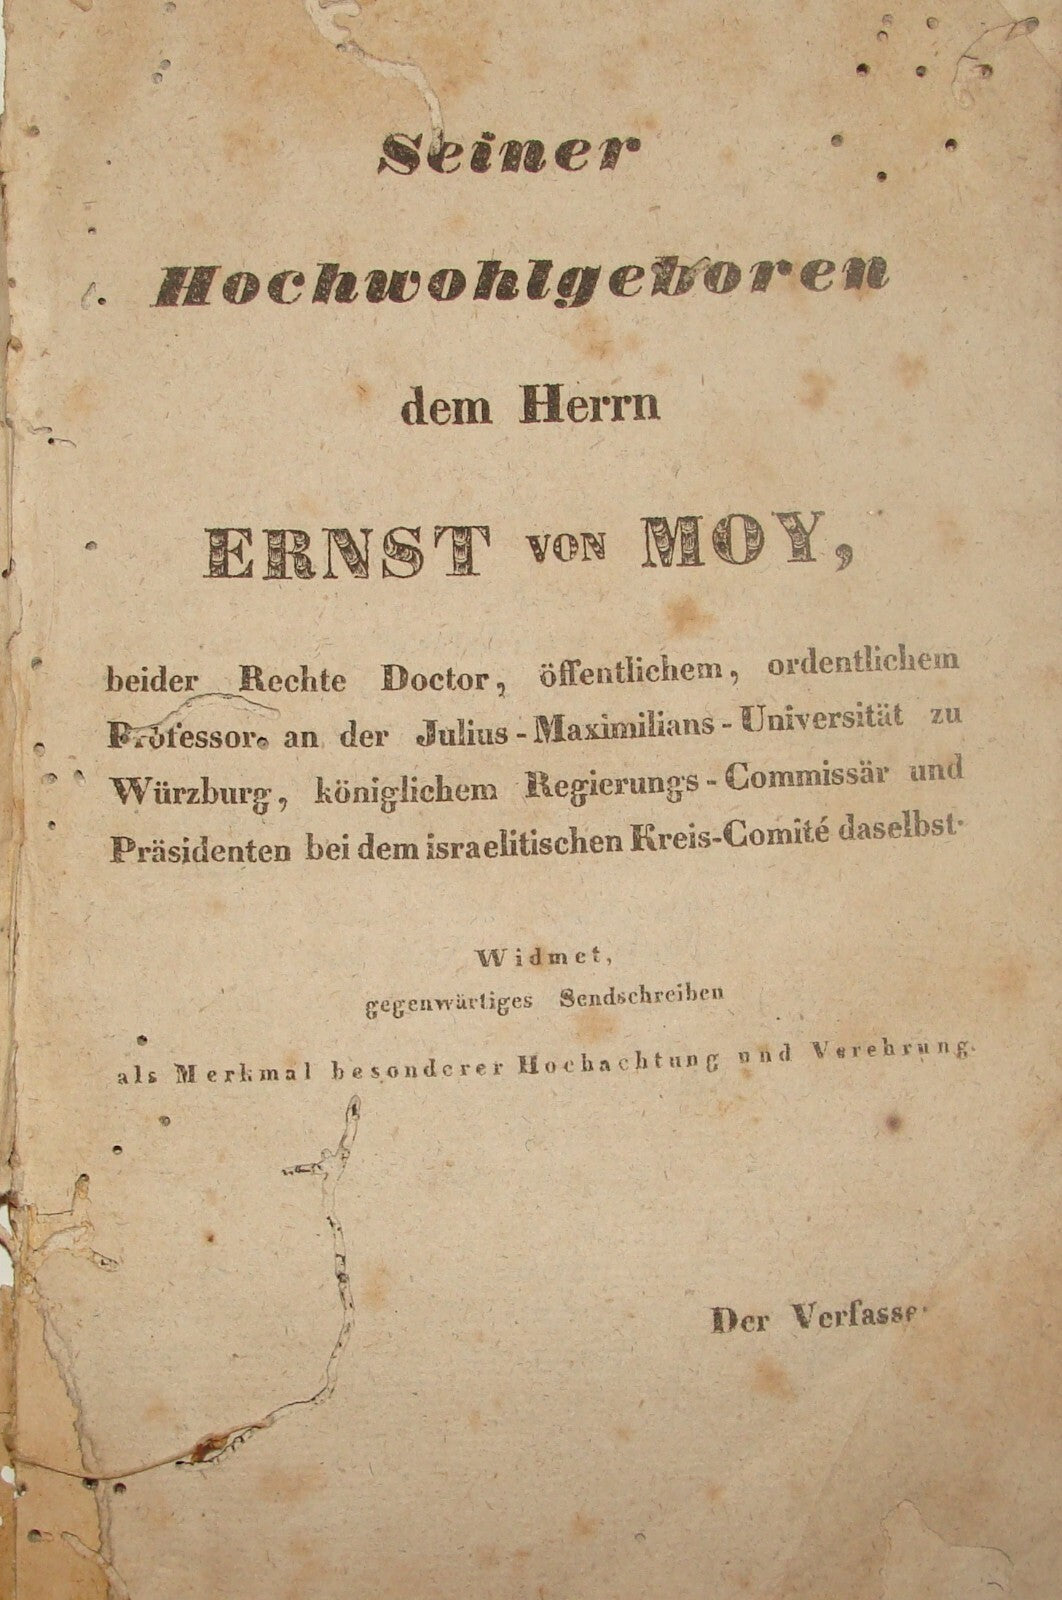 Seiner
Hochwohlgeboren
dem Herrn
ERNST VON MOY,
beider Rechte Doctor, öffentlichem, ordentlichem
Professor an der Julius-Maximilians-Universität zu
Würzburg, königlichem Regierungs-Commissär und
Präsidenten bei dem israelitischen Kreis-Comité daselbst.
Widmet,
gegenwärtiges Sendschreiben
als Merkmal besonderer Hochachtung und Verehrung.
Der Verfasser